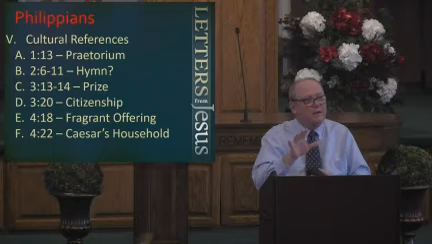 Philippians
V. Cultural References
A. 1:13 – Praetorium
B. 2:6-11 – Hymn?
C. 3:13-14 – Prize
D. 3:20 – Citizenship
E. 4:18 – Fragrant Offering
F. 4:22 – Caesar's Household
LETTERS from Jesus
REMEMBR